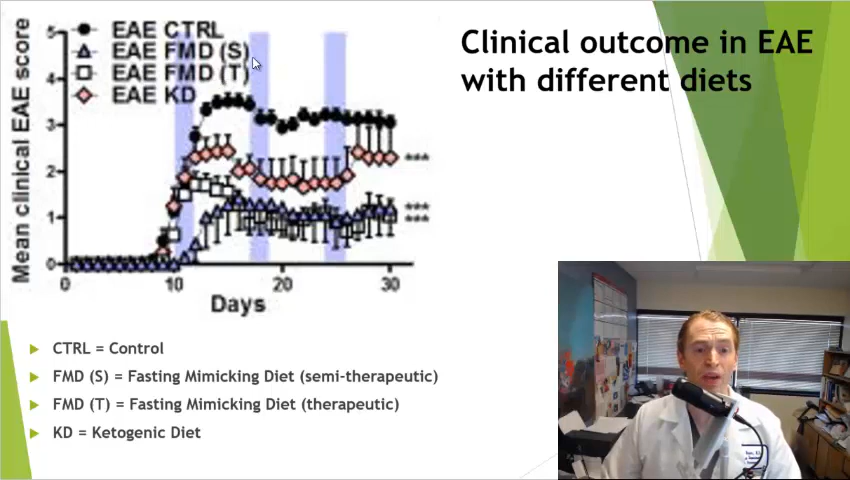 Clinical outcome in EAE
with different diets
EAE CTRL
EAE FMD (S)
EAE FMD (T)
EAE KD
Mean clinical EAE score
5
4
3
2
1
0
***
***
***
0
10
20
30
Days
CTRL = Control
FMD (S) = Fasting Mimicking Diet (semi-therapeutic)
FMD (T) = Fasting Mimicking Diet (therapeutic)
KD = Ketogenic Diet